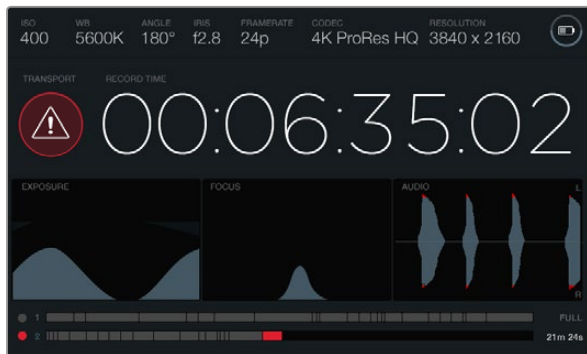 ISO WB ANGLE IRIS FRAMERATE CODEC RESOLUTION
400 5600K 180° f2.8 24p 4K ProRes HQ 3840 x 2160
TRANSPORT RECORD TIME
00:06:35:02
EXPOSURE FOCUS AUDIO L
R
1 FULL
2 21m 24s